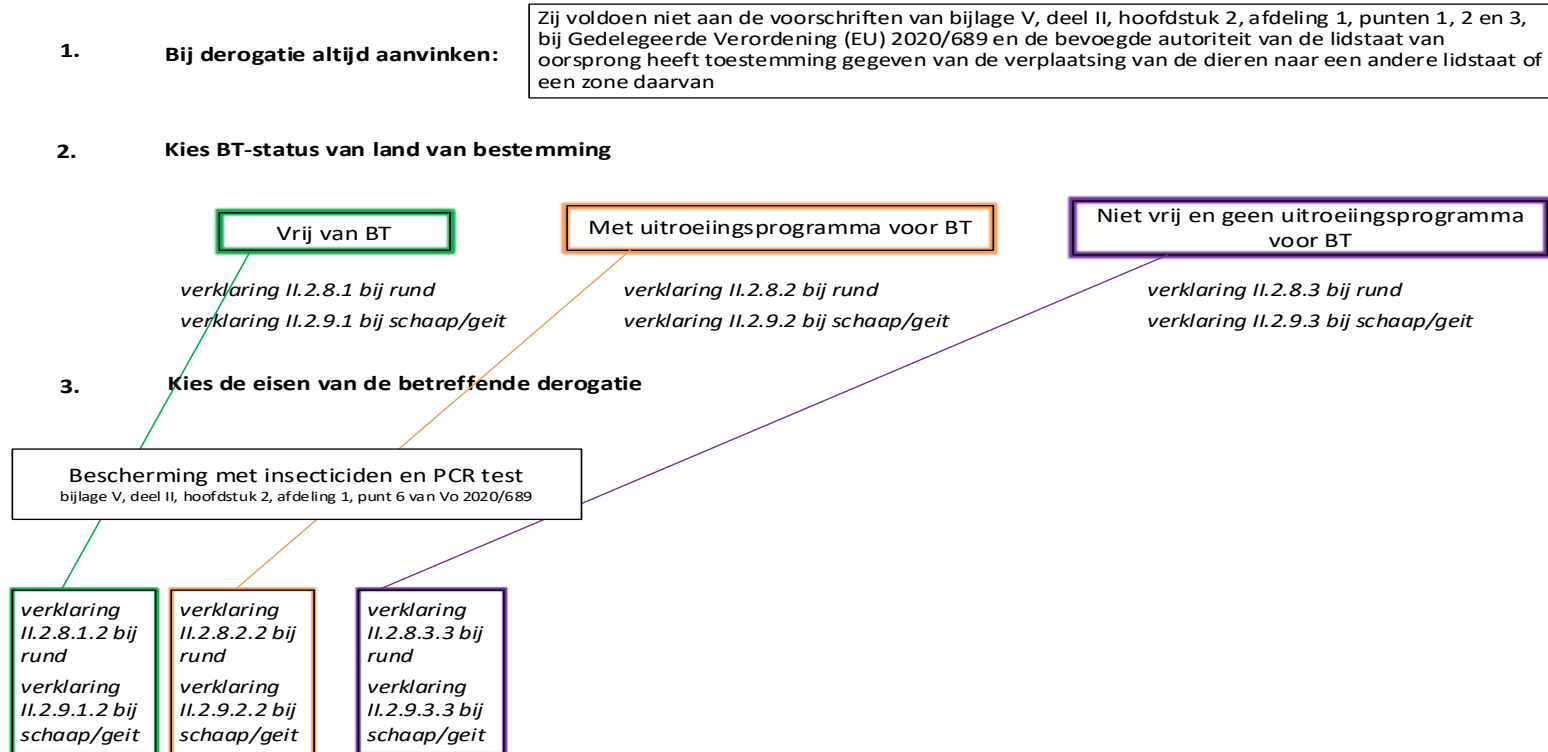 1. Bij derogatie altijd aanvinken:
Zij voldoen niet aan de voorschriften van bijlage V, deel II, hoofdstuk 2, afdeling 1, punten 1, 2 en 3,
bij Gedelegeerde Verordening (EU) 2020/689 en de bevoegde autoriteit van de lidstaat van
oorsprong heeft toestemming gegeven van de verplaatsing van de dieren naar een andere lidstaat of
een zone daarvan
2. Kies BT-status van land van bestemming
Vrij van BT
verklaring II.2.8.1 bij rund
verklaring II.2.9.1 bij schaap/geit
Met uitroeiingsprogramma voor BT
verklaring II.2.8.2 bij rund
verklaring II.2.9.2 bij schaap/geit
Niet vrij en geen uitroeiingsprogramma
voor BT
verklaring II.2.8.3 bij rund
verklaring II.2.9.3 bij schaap/geit
3. Kies de eisen van de betreffende derogatie
Bescherming met insecticiden en PCR test
bijlage V, deel II, hoofdstuk 2, afdeling 1, punt 6 van Vo 2020/689
verklaring
II.2.8.1.2 bij
rund
verklaring
II.2.9.1.2 bij
schaap/geit
verklaring
II.2.8.2.2 bij
rund
verklaring
II.2.9.2.2 bij
schaap/geit
verklaring
II.2.8.3.3 bij
rund
verklaring
II.2.9.3.3 bij
schaap/geit